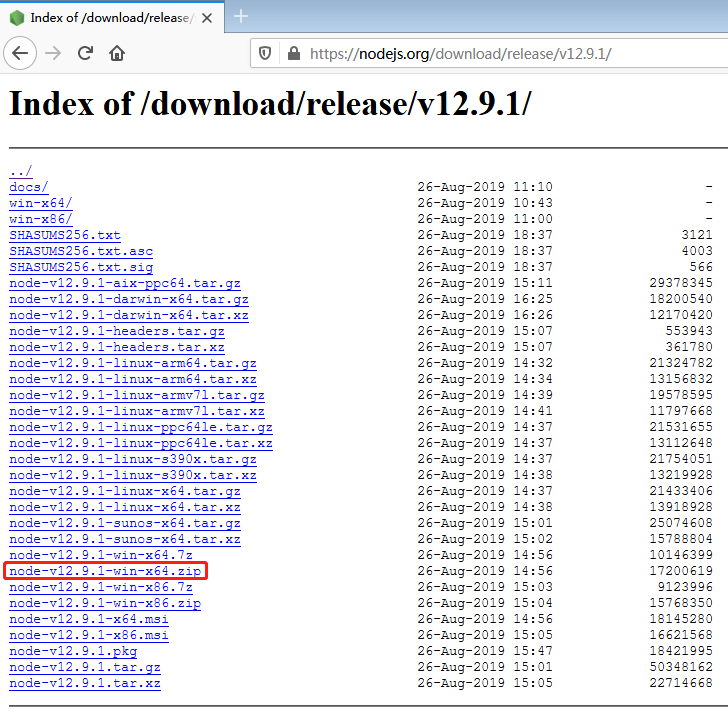 Index of /download/release/
https://nodejs.org/download/release/v12.9.1/
Index of /download/release/v12.9.1/
../
docs/ 26-Aug-2019 11:10 -
win-x64/ 26-Aug-2019 10:43 -
win-x86/ 26-Aug-2019 11:00 -
SHASUMS256.txt 26-Aug-2019 18:37 3121
SHASUMS256.txt.asc 26-Aug-2019 18:37 4003
SHASUMS256.txt.sig 26-Aug-2019 18:37 566
node-v12.9.1-aix-ppc64.tar.gz 26-Aug-2019 15:11 29378345
node-v12.9.1-darwin-x64.tar.gz 26-Aug-2019 16:25 18200540
node-v12.9.1-darwin-x64.tar.xz 26-Aug-2019 16:26 12170420
node-v12.9.1-headers.tar.gz 26-Aug-2019 15:07 553943
node-v12.9.1-headers.tar.xz 26-Aug-2019 15:07 361780
node-v12.9.1-linux-arm64.tar.gz 26-Aug-2019 14:32 21324782
node-v12.9.1-linux-arm64.tar.xz 26-Aug-2019 14:34 13156832
node-v12.9.1-linux-armv7l.tar.gz 26-Aug-2019 14:39 19578595
node-v12.9.1-linux-armv7l.tar.xz 26-Aug-2019 14:41 11797668
node-v12.9.1-linux-ppc64le.tar.gz 26-Aug-2019 14:37 21531655
node-v12.9.1-linux-ppc64le.tar.xz 26-Aug-2019 14:37 13112648
node-v12.9.1-linux-s390x.tar.gz 26-Aug-2019 14:37 21754051
node-v12.9.1-linux-s390x.tar.xz 26-Aug-2019 14:38 13219928
node-v12.9.1-linux-x64.tar.gz 26-Aug-2019 14:37 21433406
node-v12.9.1-linux-x64.tar.xz 26-Aug-2019 14:38 13918928
node-v12.9.1-sunos-x64.tar.gz 26-Aug-2019 15:01 25074608
node-v12.9.1-sunos-x64.tar.xz 26-Aug-2019 15:02 15788804
node-v12.9.1-win-x64.7z 26-Aug-2019 14:56 10146399
node-v12.9.1-win-x64.zip 26-Aug-2019 14:56 17200619
node-v12.9.1-win-x86.7z 26-Aug-2019 15:03 9123996
node-v12.9.1-win-x86.zip 26-Aug-2019 15:04 15768350
node-v12.9.1-x64.msi 26-Aug-2019 14:56 18145280
node-v12.9.1-x86.msi 26-Aug-2019 15:05 16621568
node-v12.9.1.pkg 26-Aug-2019 15:47 18421995
node-v12.9.1.tar.gz 26-Aug-2019 15:01 50348162
node-v12.9.1.tar.xz 26-Aug-2019 15:05 22714668